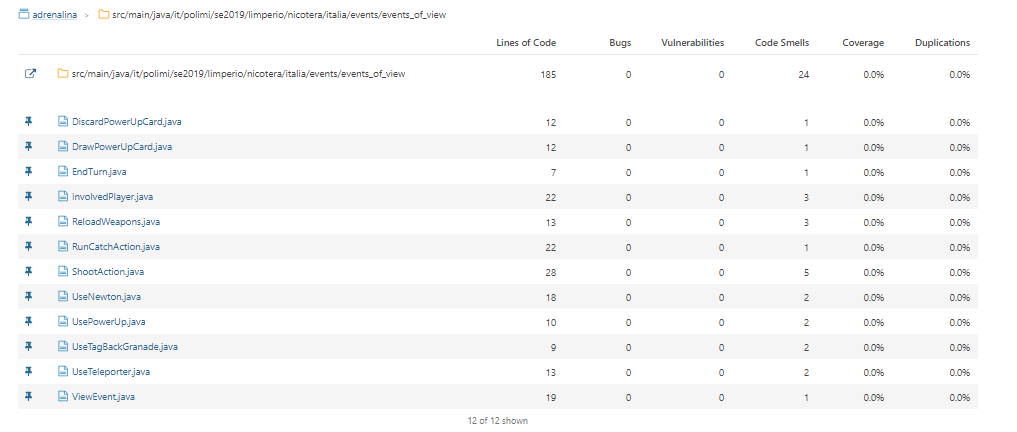 adrenalina > src/main/java/it/polimi/se2019/limperio/nicotera/italia/events/events_of_view
Lines of Code Bugs Vulnerabilities Code Smells Coverage Duplications
src/main/java/it/polimi/se2019/limperio/nicotera/italia/events/events_of_view 185 0 0 24 0.0% 0.0%
DiscardPowerUpCard.java 12 0 0 1 0.0% 0.0%
DrawPowerUpCard.java 12 0 0 1 0.0% 0.0%
EndTurn.java 7 0 0 1 0.0% 0.0%
InvolvedPlayer.java 22 0 0 3 0.0% 0.0%
ReloadWeapons.java 13 0 0 3 0.0% 0.0%
RunCatchAction.java 22 0 0 1 0.0% 0.0%
ShootAction.java 28 0 0 5 0.0% 0.0%
UseNewton.java 18 0 0 2 0.0% 0.0%
UsePowerUp.java 10 0 0 2 0.0% 0.0%
UseTagBackGranade.java 9 0 0 2 0.0% 0.0%
UseTeleporter.java 13 0 0 2 0.0% 0.0%
ViewEvent.java 19 0 0 1 0.0% 0.0%
12 of 12 shown